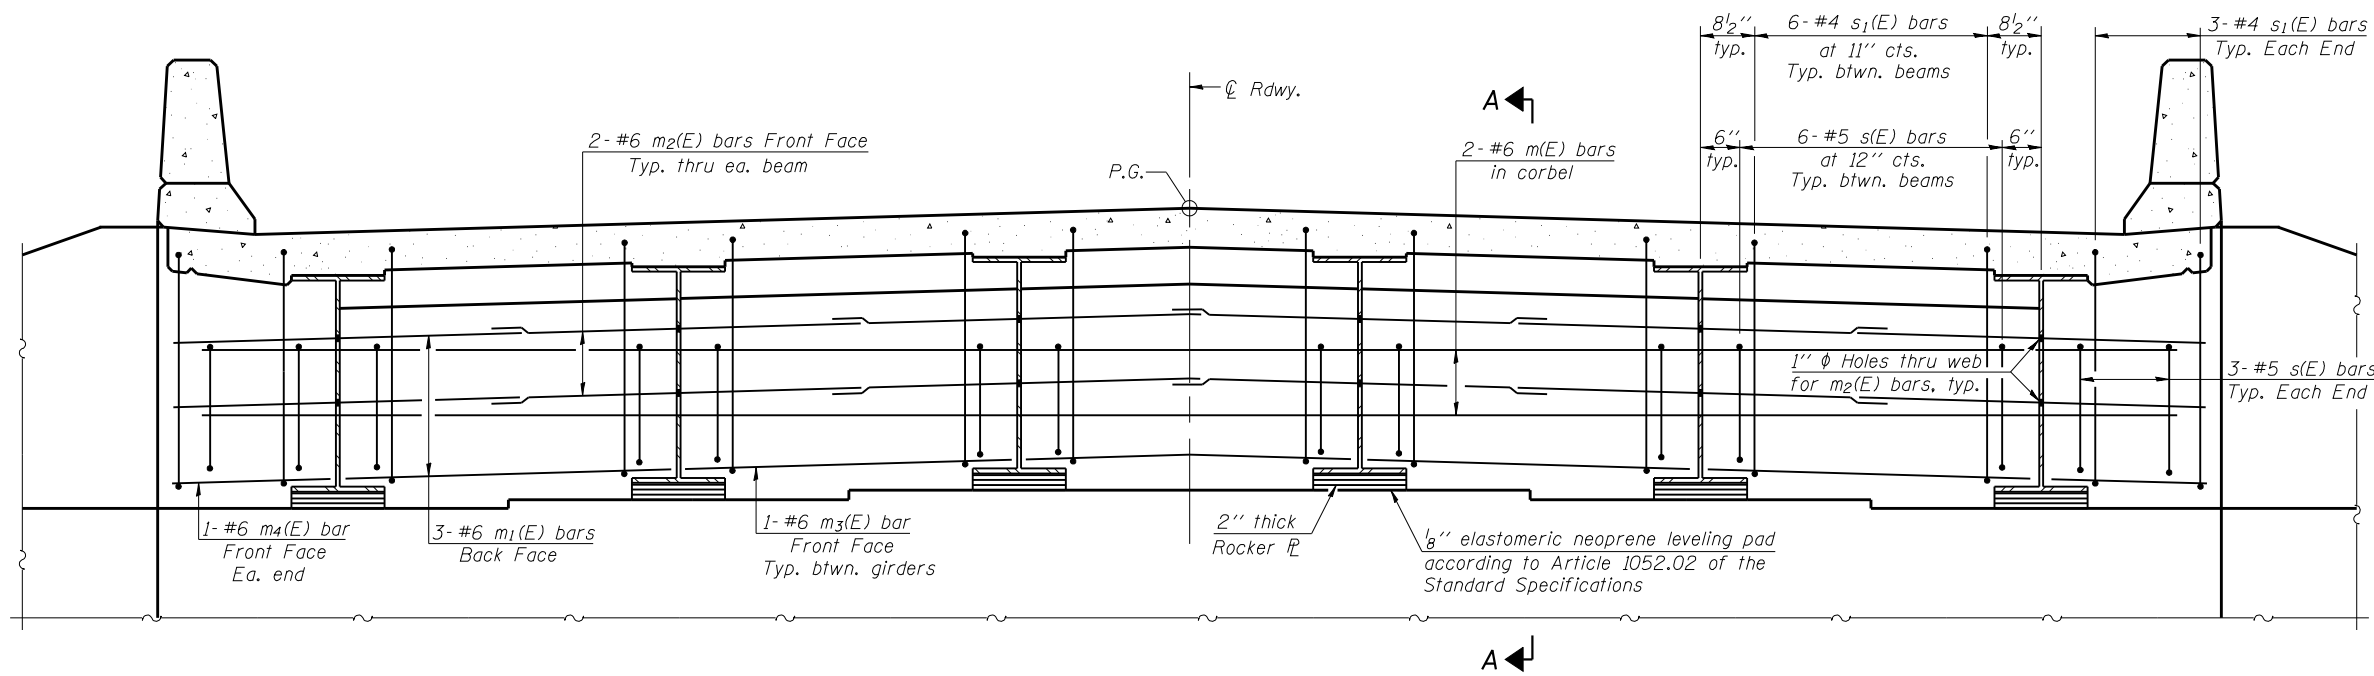 8½'' typ.
6-#4 s1(E) bars
at 11'' cts.
Typ. btwn. beams
8½'' typ.
3-#4 s1(E) bars
Typ. Each End
℄ Rdwy.
A
2-#6 m2(E) bars Front Face
Typ. thru ea. beam
P.G.
2-#6 m(E) bars
in corbel
6'' typ.
6-#5 s(E) bars
at 12'' cts.
Typ. btwn. beams
6'' typ.
1'' ϕ Holes thru web
for m2(E) bars, typ.
3-#5 s(E) bars
Typ. Each End
1-#6 m4(E) bar
Front Face
Ea. end
3-#6 m1(E) bars
Back Face
1-#6 m3(E) bar
Front Face
Typ. btwn. girders
2'' thick
Rocker ⅊
⅛'' elastomeric neoprene leveling pad
according to Article 1052.02 of the
Standard Specifications
A